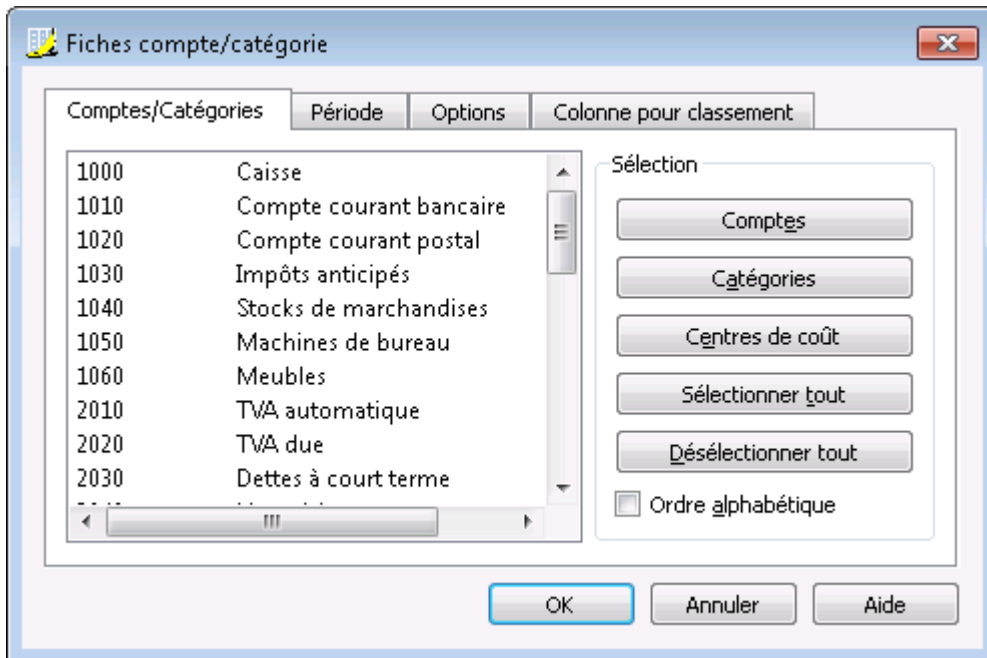 Fiches compte/catégorie
Comptes/Catégories Période Options Colonne pour classement
1000 Caisse
1010 Compte courant bancaire
1020 Compte courant postal
1030 Impôts anticipés
1040 Stocks de marchandises
1050 Machines de bureau
1060 Meubles
2010 TVA automatique
2020 TVA due
2030 Dettes à court terme
Sélection
Comptes
Catégories
Centres de coût
Sélectionner tout
Désélectionner tout
Ordre alphabétique
OK Annuler Aide